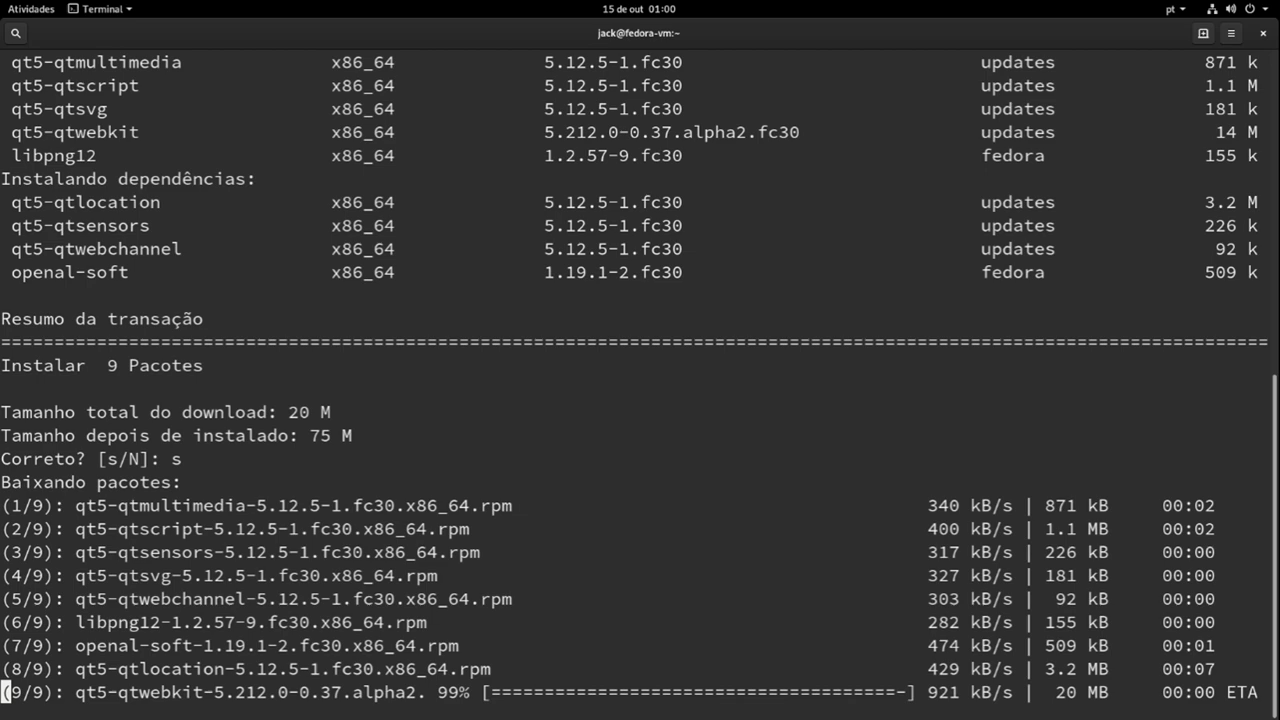 Atividades Terminal 15 de out 01:00 pt
jack@fedora-vm:~
qt5-qtmultimedia x86_64 5.12.5-1.fc30 updates 871 k
qt5-qtscript x86_64 5.12.5-1.fc30 updates 1.1 M
qt5-qtsvg x86_64 5.12.5-1.fc30 updates 181 k
qt5-qtwebkit x86_64 5.212.0-0.37.alpha2.fc30 updates 14 M
libpng12 x86_64 1.2.57-9.fc30 fedora 155 k
Instalando dependências:
qt5-qtlocation x86_64 5.12.5-1.fc30 updates 3.2 M
qt5-qtsensors x86_64 5.12.5-1.fc30 updates 226 k
qt5-qtwebchannel x86_64 5.12.5-1.fc30 updates 92 k
openal-soft x86_64 1.19.1-2.fc30 fedora 509 k
Resumo da transação
================================================================================
Instalar 9 Pacotes
Tamanho total do download: 20 M
Tamanho depois de instalado: 75 M
Correto? [s/N]: s
Baixando pacotes:
(1/9): qt5-qtmultimedia-5.12.5-1.fc30.x86_64.rpm 340 kB/s | 871 kB 00:02
(2/9): qt5-qtscript-5.12.5-1.fc30.x86_64.rpm 400 kB/s | 1.1 MB 00:02
(3/9): qt5-qtsensors-5.12.5-1.fc30.x86_64.rpm 317 kB/s | 226 kB 00:00
(4/9): qt5-qtsvg-5.12.5-1.fc30.x86_64.rpm 327 kB/s | 181 kB 00:00
(5/9): qt5-qtwebchannel-5.12.5-1.fc30.x86_64.rpm 303 kB/s | 92 kB 00:00
(6/9): libpng12-1.2.57-9.fc30.x86_64.rpm 282 kB/s | 155 kB 00:00
(7/9): openal-soft-1.19.1-2.fc30.x86_64.rpm 474 kB/s | 509 kB 00:01
(8/9): qt5-qtlocation-5.12.5-1.fc30.x86_64.rpm 429 kB/s | 3.2 MB 00:07
(9/9): qt5-qtwebkit-5.212.0-0.37.alpha2. 99% [======================================-] 921 kB/s | 20 MB 00:00 ETA